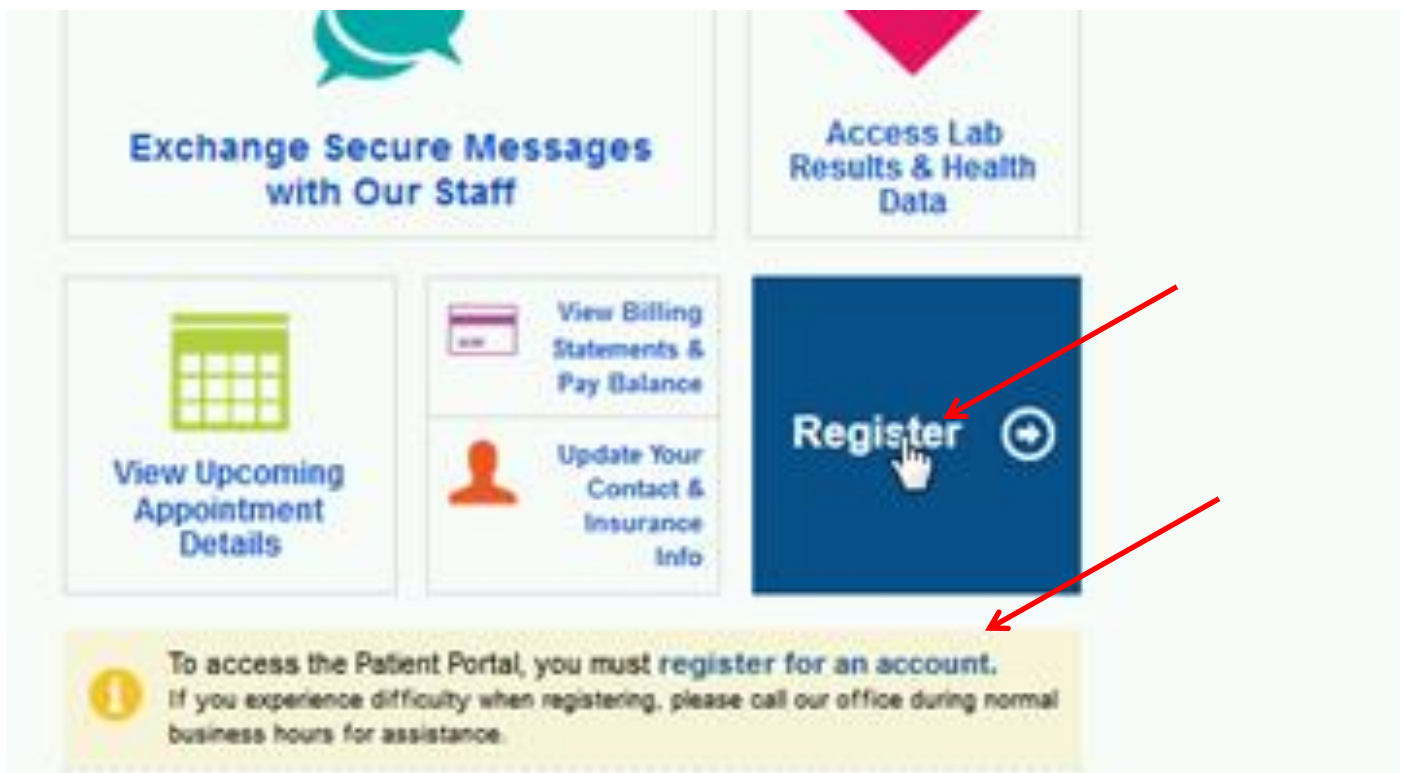 Exchange Secure Messages
with Our Staff
Access Lab
Results & Health
Data
View Upcoming
Appointment
Details
View Billing
Statements &
Pay Balance
Update Your
Contact &
Insurance
Info
Register
To access the Patient Portal, you must register for an account.
If you experience difficulty when registering, please call our office during normal
business hours for assistance.